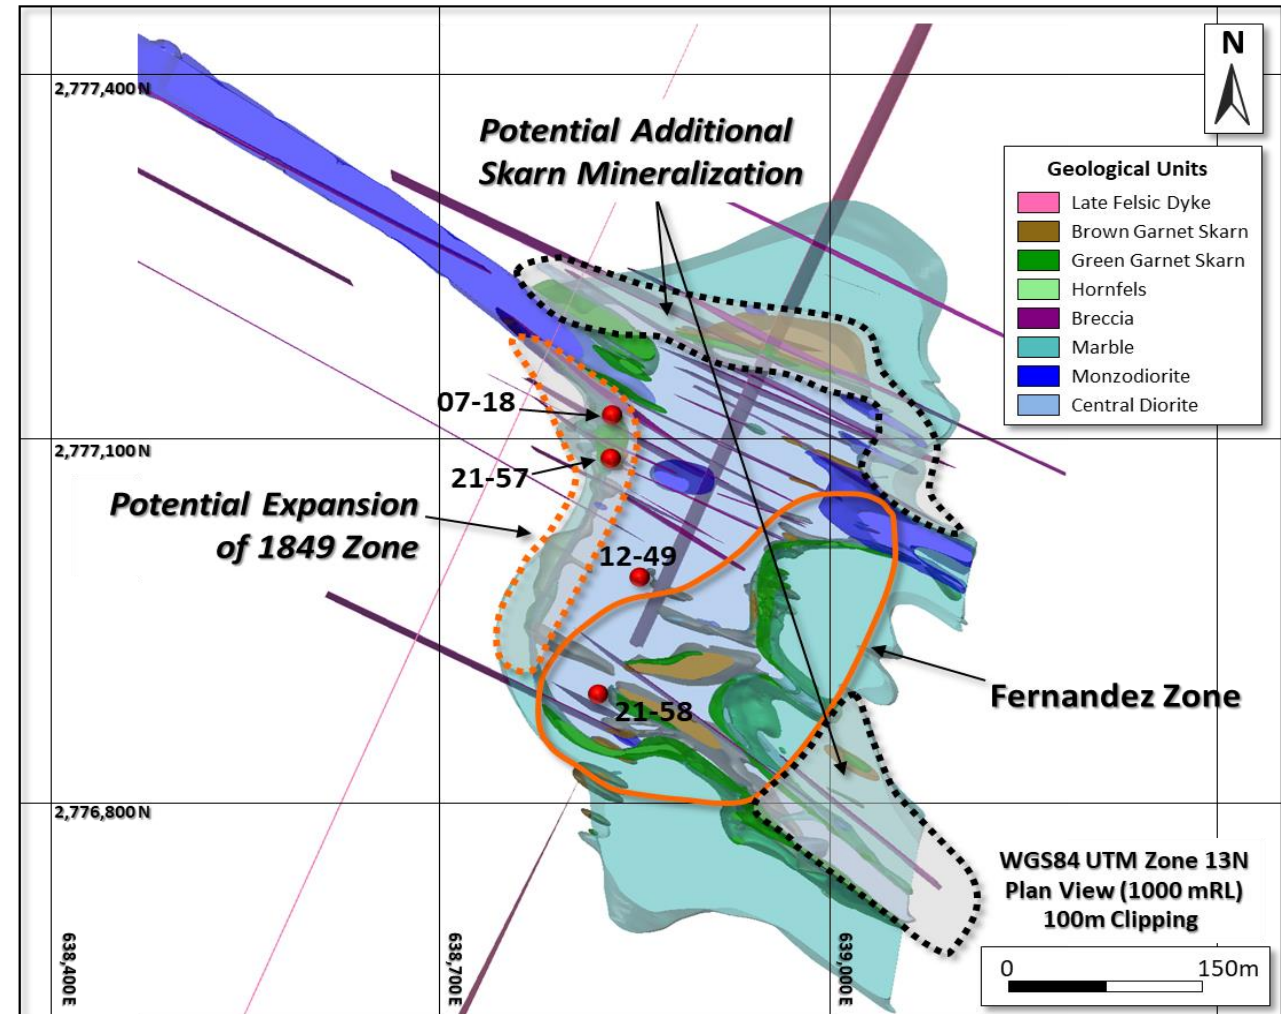 N
2,777,400 N
Potential Additional
Skarn Mineralization
Geological Units
Late Felsic Dyke
Brown Garnet Skarn
Green Garnet Skarn
Hornfels
Breccia
Marble
Monzodiorite
Central Diorite
07-18
2,777,100 N
21-57
Potential Expansion
of 1849 Zone
12-49
Fernandez Zone
21-58
2,776,800 N
WGS84 UTM Zone 13N
Plan View (1000 mRL)
100m Clipping
638,400E
638,700E
639,000E
0 150m